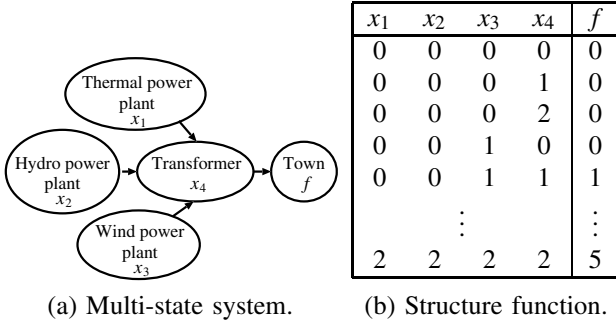 Thermal power
plant
x₁
Hydro power
plant
x₂
Transformer
x₄
Town
f
Wind power
plant
x₃
(a) Multi-state system.
x₁ x₂ x₃ x₄ f
0 0 0 0 0
0 0 0 1 0
0 0 0 2 0
0 0 1 0 0
0 0 1 1 1
⋮ ⋮
2 2 2 2 5
(b) Structure function.